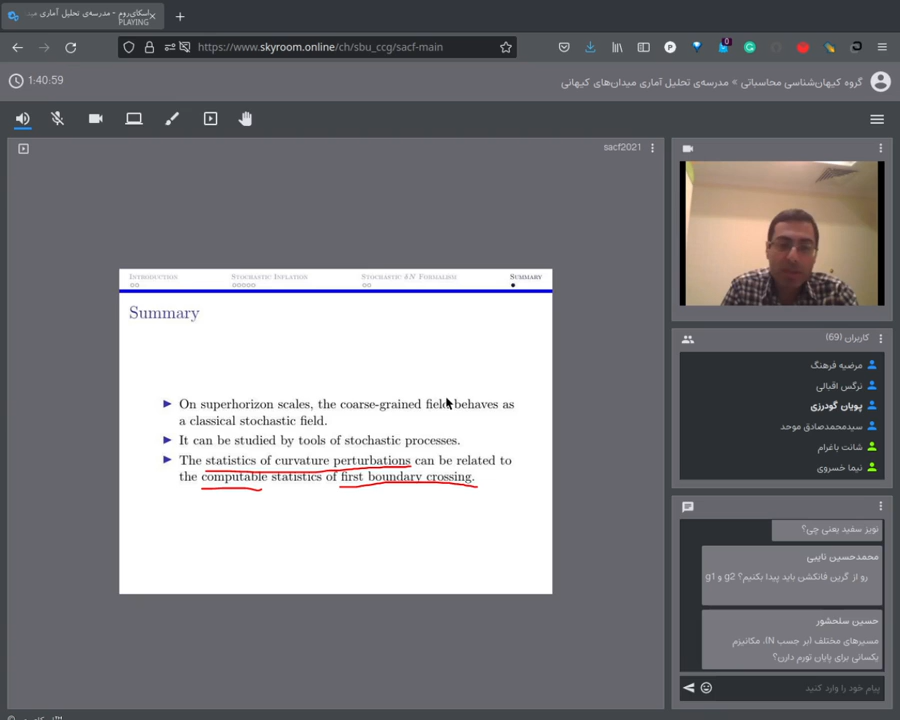 اسکای‌روم - مدرسه‌ی تحلیل آماری
PLAYING
https://www.skyroom.online/ch/sbu_ccg/sacf-main
0
1:40:59
گروه کیهان‌شناسی محاسباتی » مدرسه‌ی تحلیل آماری میدان‌های کیهانی
sacf2021
INTRODUCTION
STOCHASTIC INFLATION
STOCHASTIC δN FORMALISM
SUMMARY
Summary
On superhorizon scales, the coarse-grained field behaves as
a classical stochastic field.
It can be studied by tools of stochastic processes.
The statistics of curvature perturbations can be related to
the computable statistics of first boundary crossing.
کاربران (69)
مرضیه فرهنگ
نرگس اقبالی
پویان گودرزی
سیدمحمدصادق موحد
شانت باغرام
نیما خسروی
نویز سفید یعنی چی؟
محمدحسین نایبی
g1 و g2 رو از گرین فانکشن باید پیدا بکنیم؟
حسین سلحشور
مسیرهای مختلف (بر حسب N)، مکانیزم
یکسانی برای پایان تورم دارن؟
پیام خود را وارد کنید